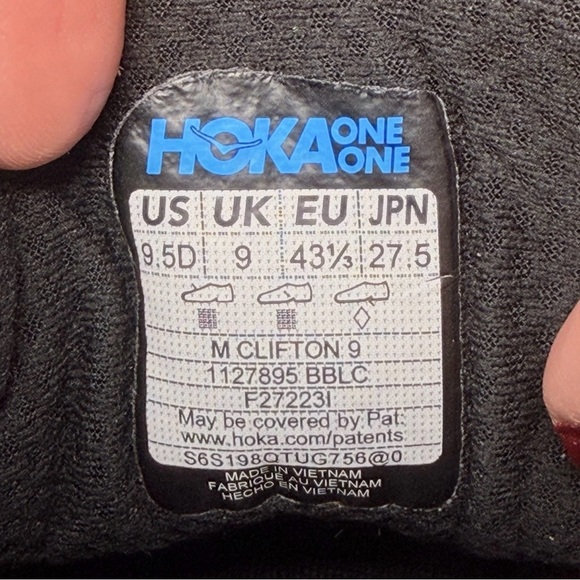 HOKA ONE ONE
US UK EU JPN
9.5D 9 43⅓ 27.5
M CLIFTON 9
1127895 BBLC
F27223I
May be covered by Pat:
www.hoka.com/patents
S6S198QTUG756@0
MADE IN VIETNAM
FABRIQUÉ AU VIETNAM
HECHO EN VIETNAM